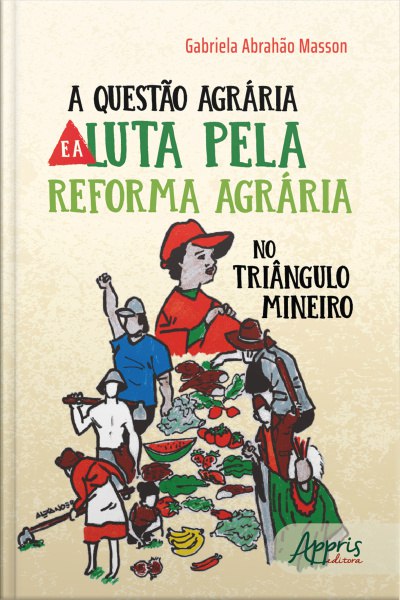 Gabriela Abrahão Masson
A QUESTÃO AGRÁRIA
E A LUTA PELA
REFORMA AGRÁRIA
NO
TRIÂNGULO
MINEIRO
Appris
editora